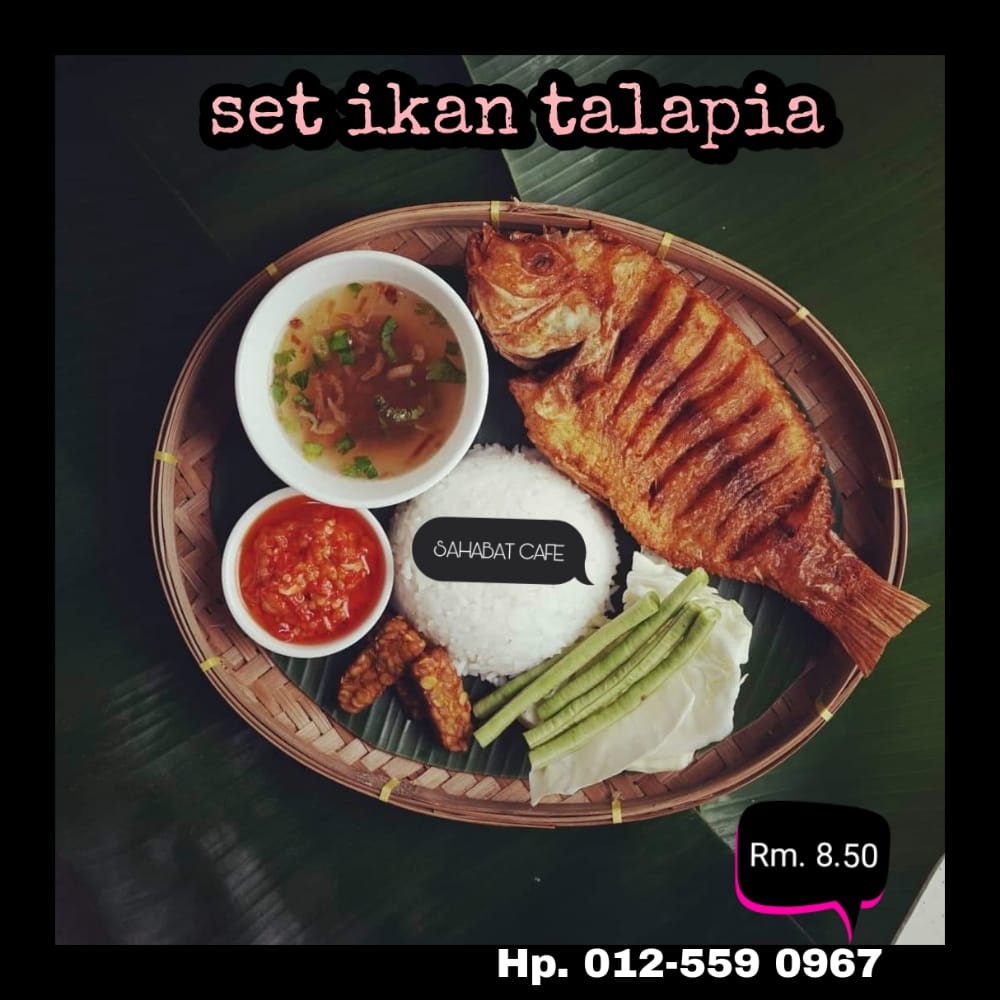 set ikan talapia
SAHABAT CAFE
Rm. 8.50
Hp. 012-559 0967